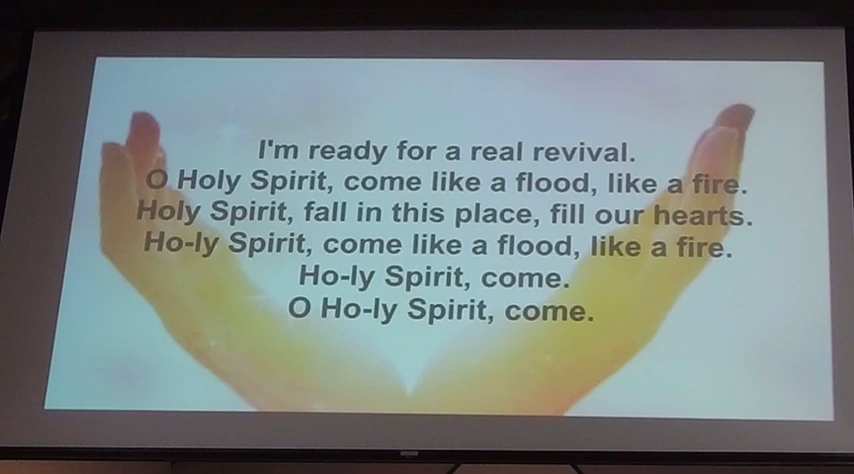 I'm ready for a real revival.
O Holy Spirit, come like a flood, like a fire.
Holy Spirit, fall in this place, fill our hearts.
Ho-ly Spirit, come like a flood, like a fire.
Ho-ly Spirit, come.
O Ho-ly Spirit, come.